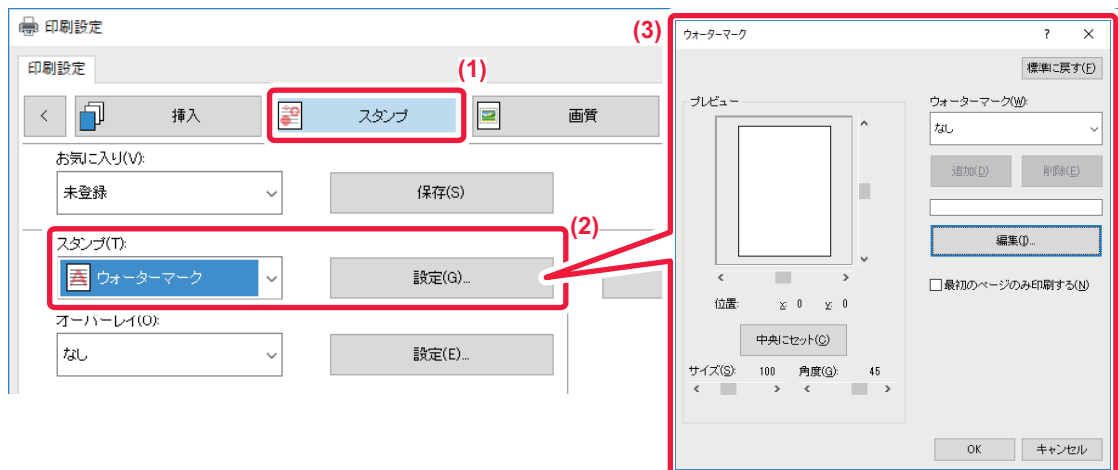 印刷設定
印刷設定
(1)
< 挿入 スタンプ 画質
お気に入り(V):
未登録 保存(S)
(2)
スタンプ(T):
ウォーターマーク 設定(G)...
オーバーレイ(O):
なし 設定(E)...
(3)
ウォーターマーク ? ×
標準に戻す(F)
プレビュー
ウォーターマーク(W):
なし
追加(D) 削除(E)
編集(I)...
最初のページのみ印刷する(N)
位置: x: 0 y: 0
中央にセット(C)
サイズ(S): 100 角度(G): 45
OK キャンセル